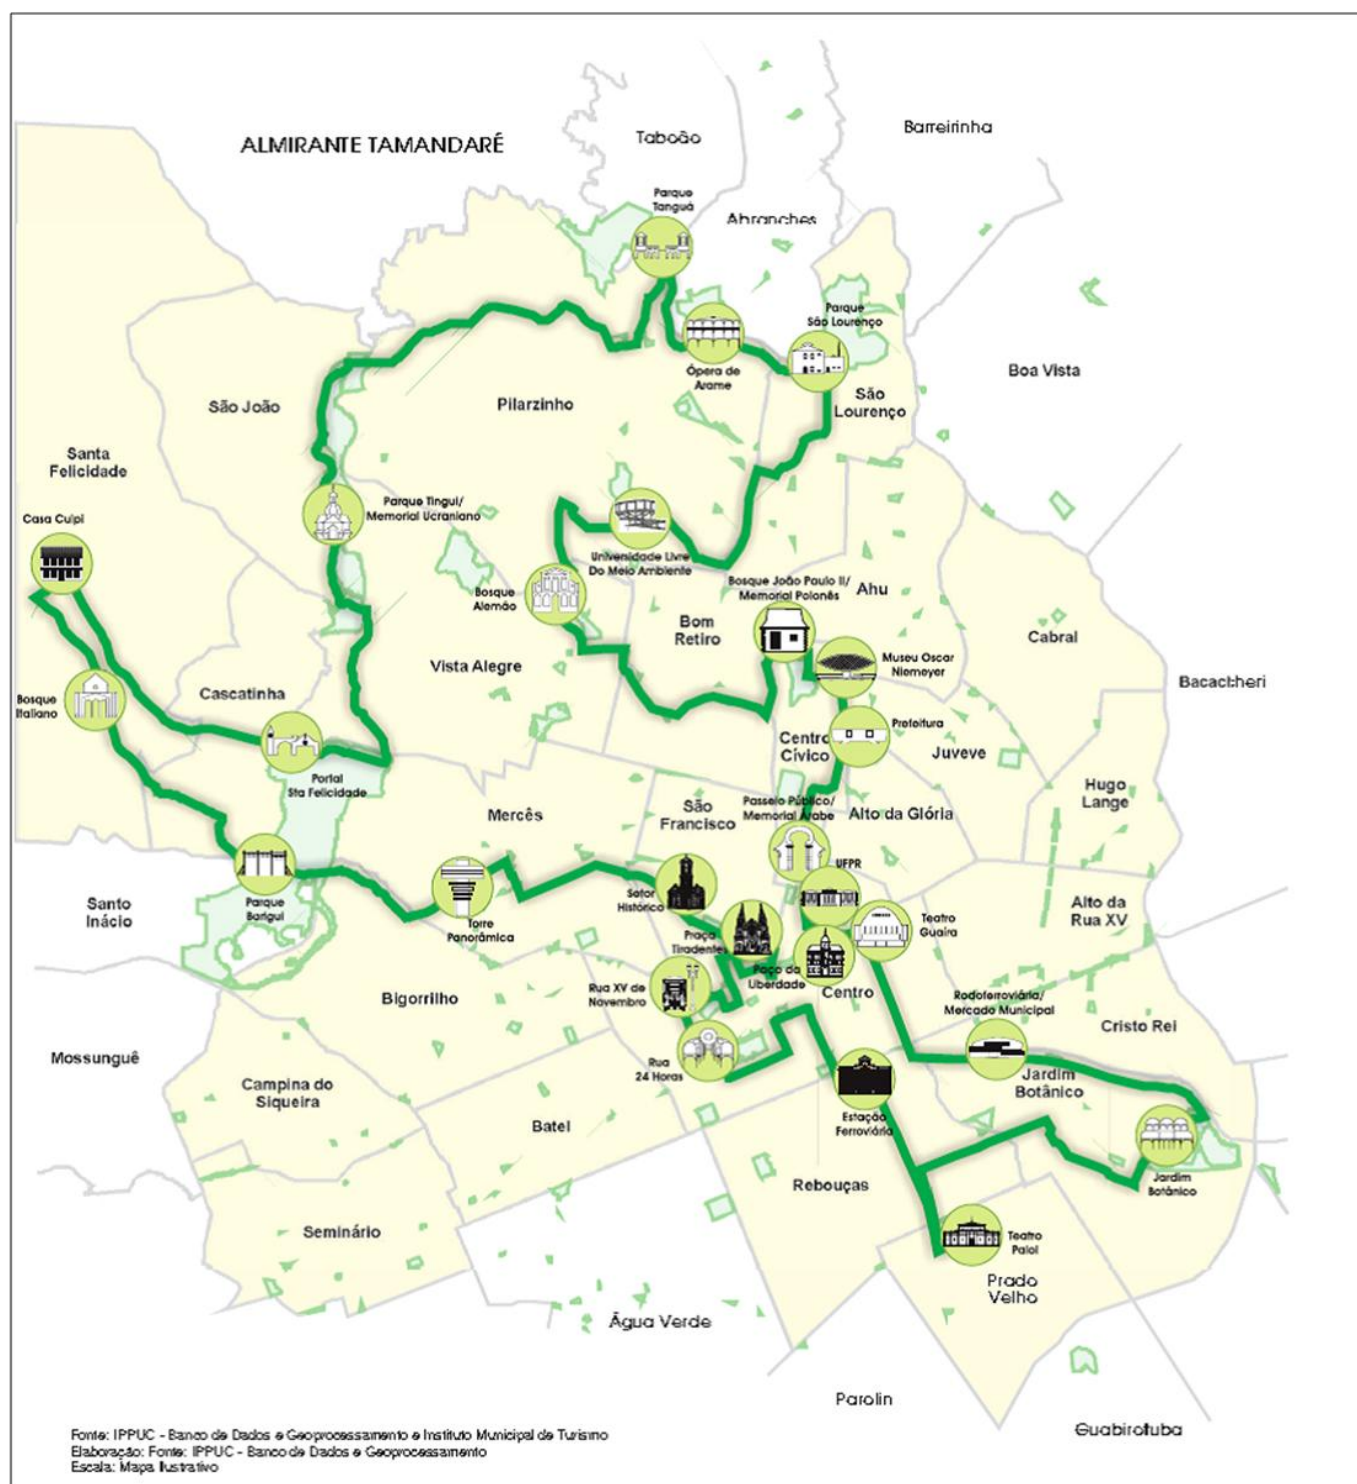 Taboão
Barreirinha
ALMIRANTE TAMANDARÉ
Parque
Tanguá
Abranches
Parque
São Lourenço
Ópera de
Arame
Boa Vista
São
Lourenço
São João
Pilarzinho
Santa
Felicidade
Casa Culpi
Parque Tingui/
Memorial Ucraniano
Universidade Livre
Do Meio Ambiente
Bosque
Alemão
Bosque João Paulo II/
Memorial Polonês
Ahu
Bom
Retiro
Cabral
Vista Alegre
Museu Oscar
Niemeyer
Bacacheri
Cascatinha
Bosque
Italiano
Prefeitura
Centro
Cívico
Juveve
Portal
Sta Felicidade
Hugo
Lange
Mercês
São
Francisco
Passeio Público/
Memorial Árabe
Alto da Glória
UFPR
Santo
Inácio
Parque
Barigui
Torre
Panorâmica
Setor
Histórico
Teatro
Guaira
Alto da
Rua XV
Praça
Tiradentes
Paço da
Liberdade
Bigorrilho
Rua XV de
Novembro
Centro
Rodoferroviária/
Mercado Municipal
Cristo Rei
Mossunguê
Rua
24 Horas
Campina do
Siqueira
Jardim
Botânico
Batel
Estação
Ferroviária
Rebouças
Jardim
Botânico
Seminário
Teatro
Paiol
Prado
Velho
Água Verde
Parolin
Guabirotuba
Fonte: IPPUC - Banco de Dados e Geoprocessamento e Instituto Municipal de Turismo
Elaboração: Fonte: IPPUC - Banco de Dados e Geoprocessamento
Escala: Mapa Ilustrativo